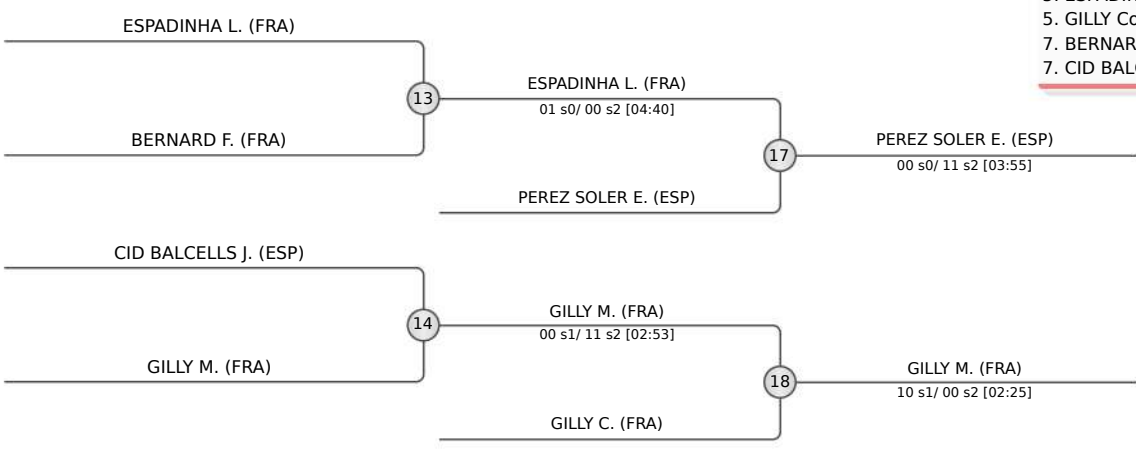 ESPADINHA L. (FRA)
5. GILLY
7.
7. CID
13
ESPADINHA L. (FRA)
01 s0/ 00 s2 [04:40]
BERNARD F. (FRA)
17
PEREZ SOLER E. (ESP)
00 s0/ 11 s2 [03:55]
PEREZ SOLER E. (ESP)
CID BALCELLS J. (ESP)
14
GILLY M. (FRA)
00 s1/ 11 s2 [02:53]
GILLY M. (FRA)
18
GILLY M. (FRA)
10 s1/ 00 s2 [02:25]
GILLY C. (FRA)